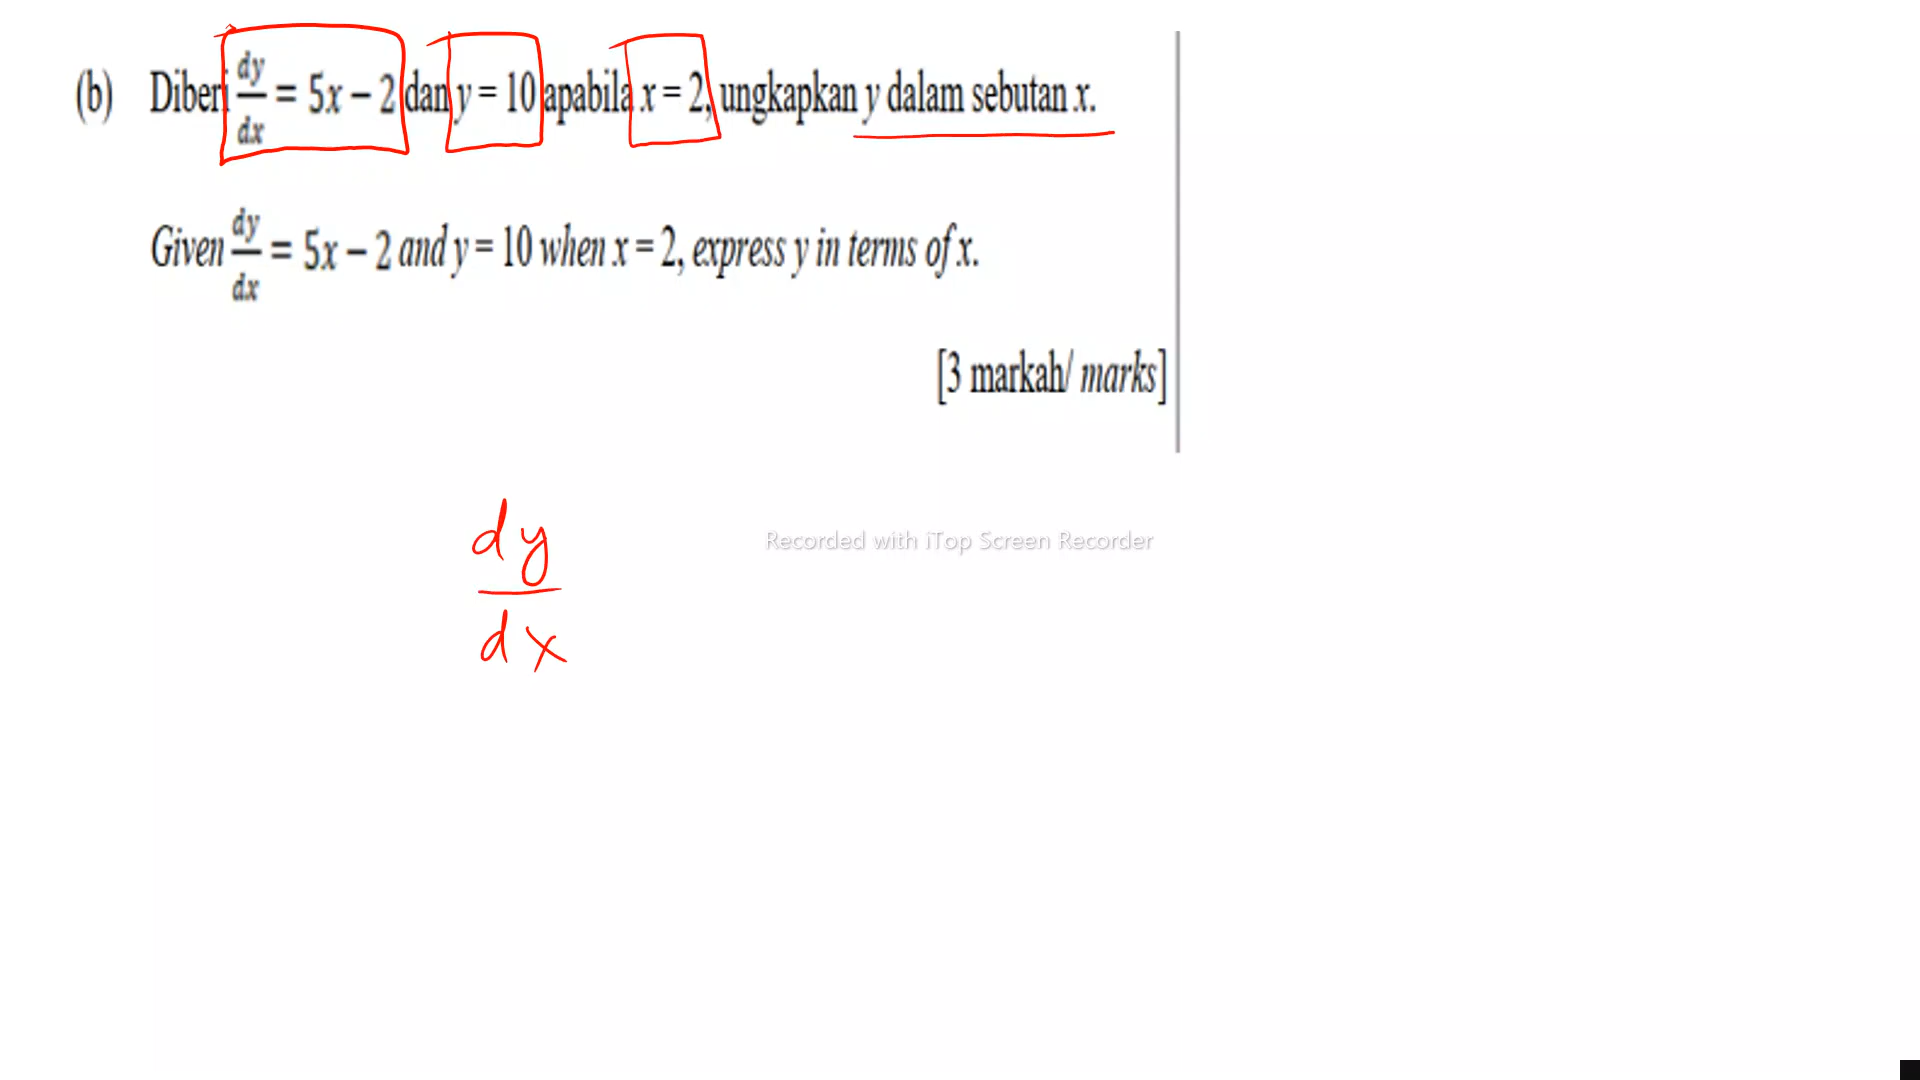 (b) Diberi dy/dx = 5x − 2 dan y = 10 apabila x = 2, ungkapkan y dalam sebutan x.
Given dy/dx = 5x − 2 and y = 10 when x = 2, express y in terms of x.
[3 markah/ marks]
dy
dx
Recorded with iTop Screen Recorder